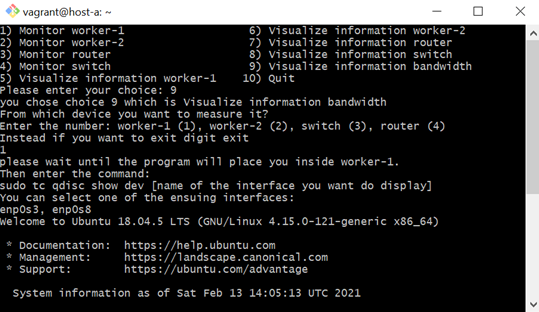 vagrant@host-a: ~
1) Monitor worker-1 6) Visualize information worker-2
2) Monitor worker-2 7) Visualize information router
3) Monitor router 8) Visualize information switch
4) Monitor switch 9) Visualize information bandwidth
5) Visualize information worker-1 10) Quit
Please enter your choice: 9
you chose choice 9 which is Visualize information bandwidth
From which device you want to measure it?
Enter the number: worker-1 (1), worker-2 (2), switch (3), router (4)
Instead if you want to exit digit exit
1
please wait until the program will place you inside worker-1.
Then enter the command:
sudo tc qdisc show dev [name of the interface you want do display]
You can select one of the ensuing interfaces:
enp0s3, enp0s8
Welcome to Ubuntu 18.04.5 LTS (GNU/Linux 4.15.0-121-generic x86_64)
* Documentation: https://help.ubuntu.com
* Management: https://landscape.canonical.com
* Support: https://ubuntu.com/advantage
System information as of Sat Feb 13 14:05:13 UTC 2021